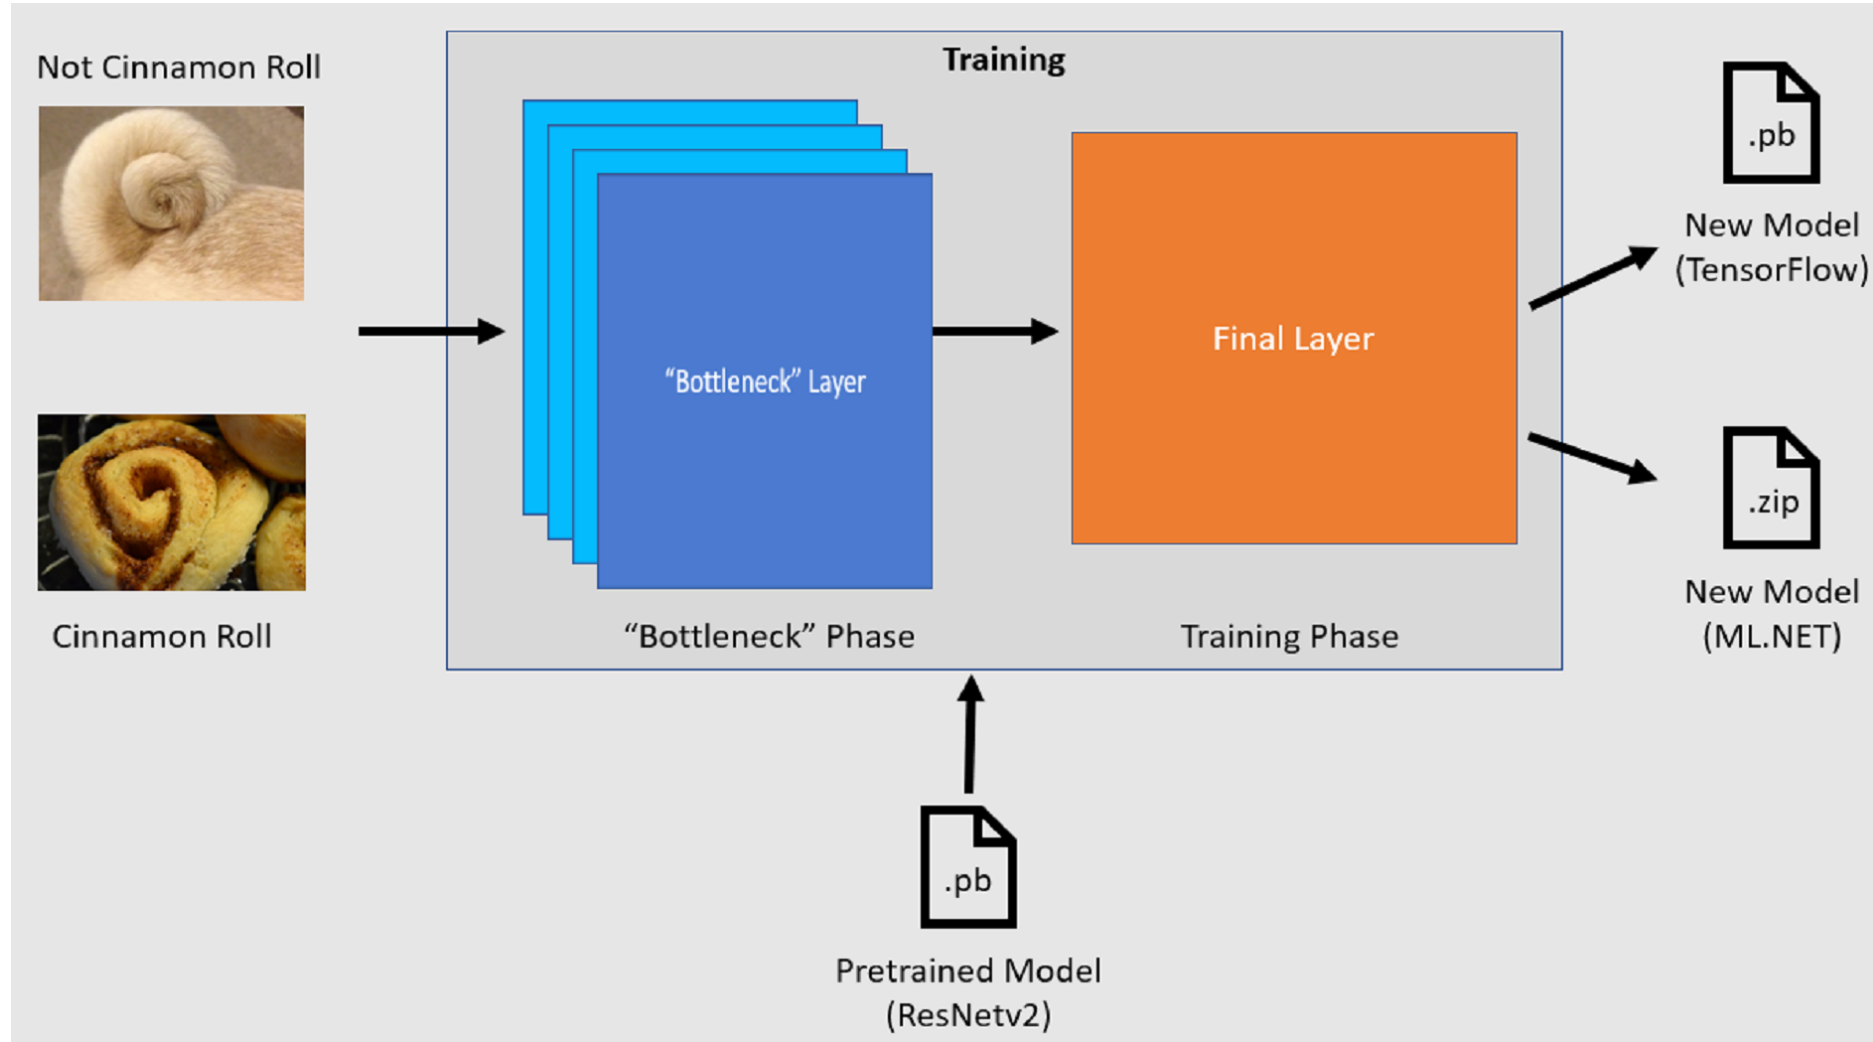 Not Cinnamon Roll
Cinnamon Roll
Training
“Bottleneck” Layer
“Bottleneck” Phase
Final Layer
Training Phase
.pb
New Model
(TensorFlow)
.zip
New Model
(ML.NET)
.pb
Pretrained Model
(ResNetv2)